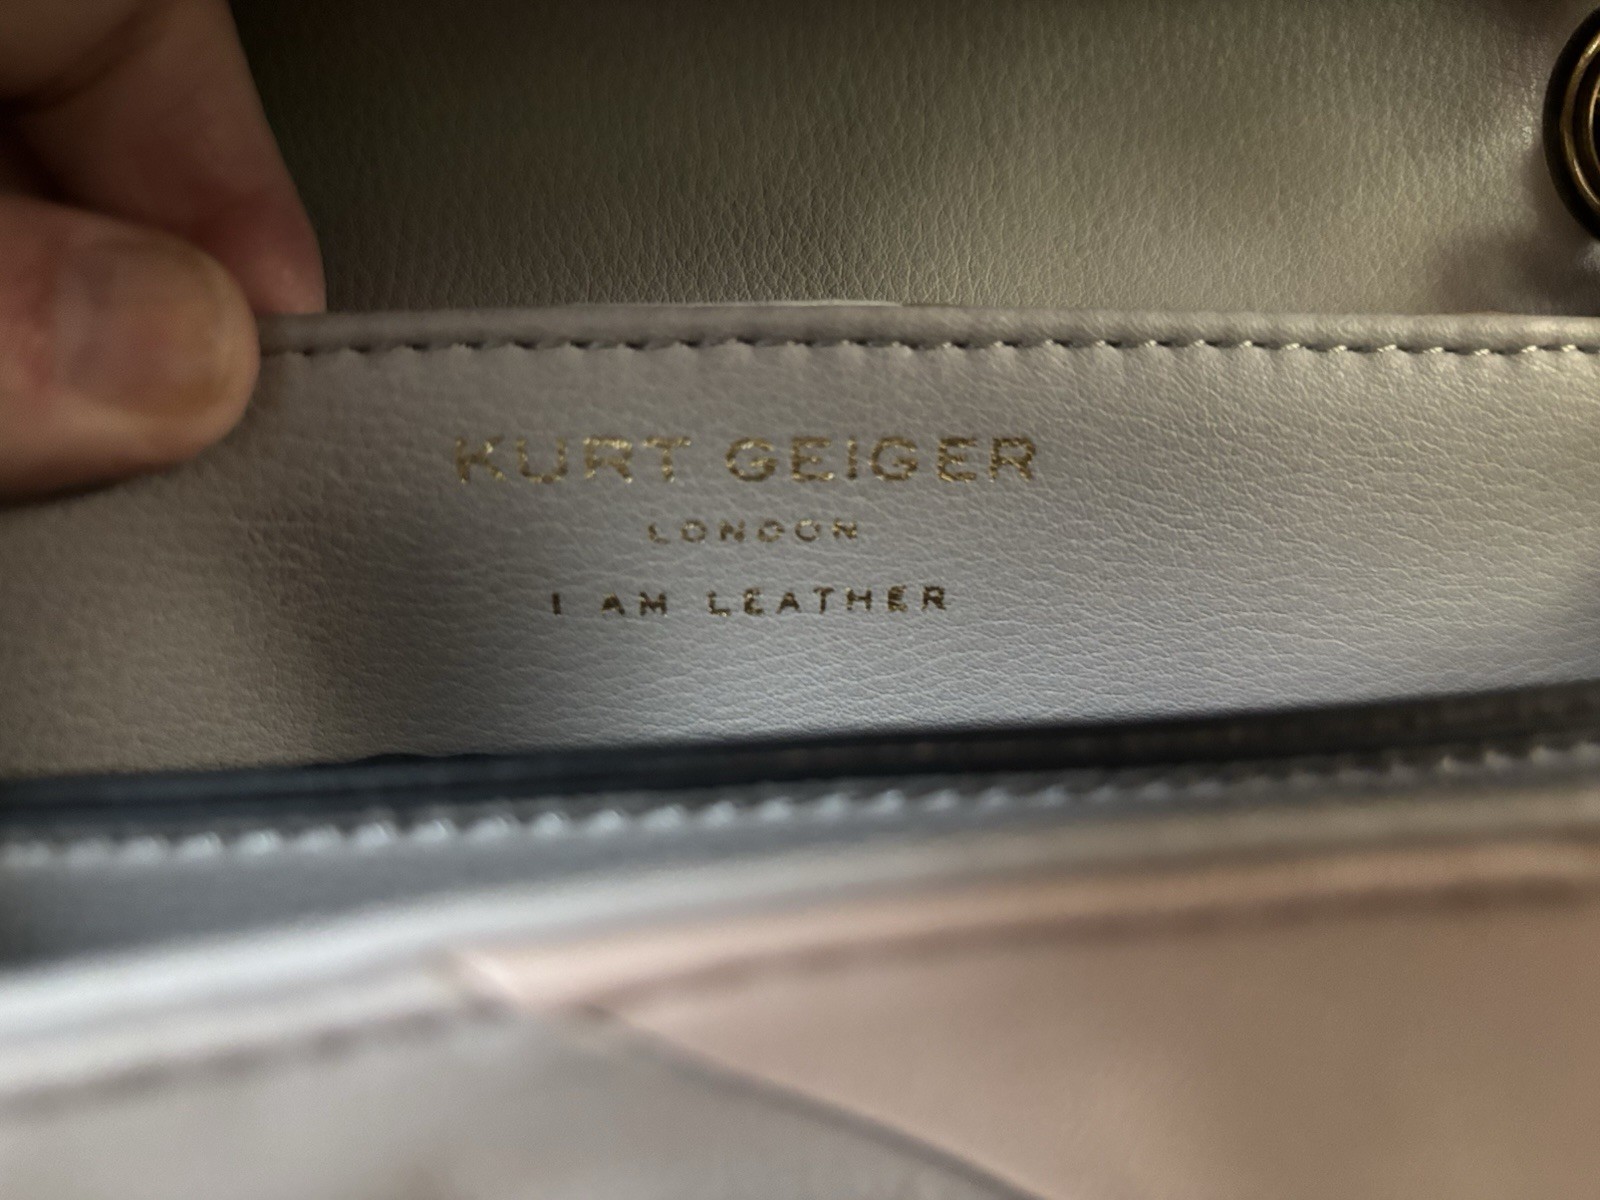 KURT GEIGER
LONDON
I AM LEATHER